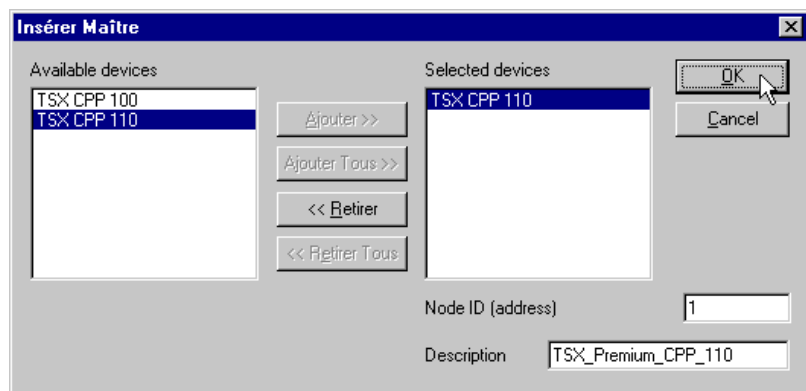 Insérer Maître
Available devices
TSX CPP 100
TSX CPP 110
Ajouter >>
Ajouter Tous >>
<< Retirer
<< Retirer Tous
Selected devices
TSX CPP 110
OK
Cancel
Node ID (address) 1
Description TSX_Premium_CPP_110